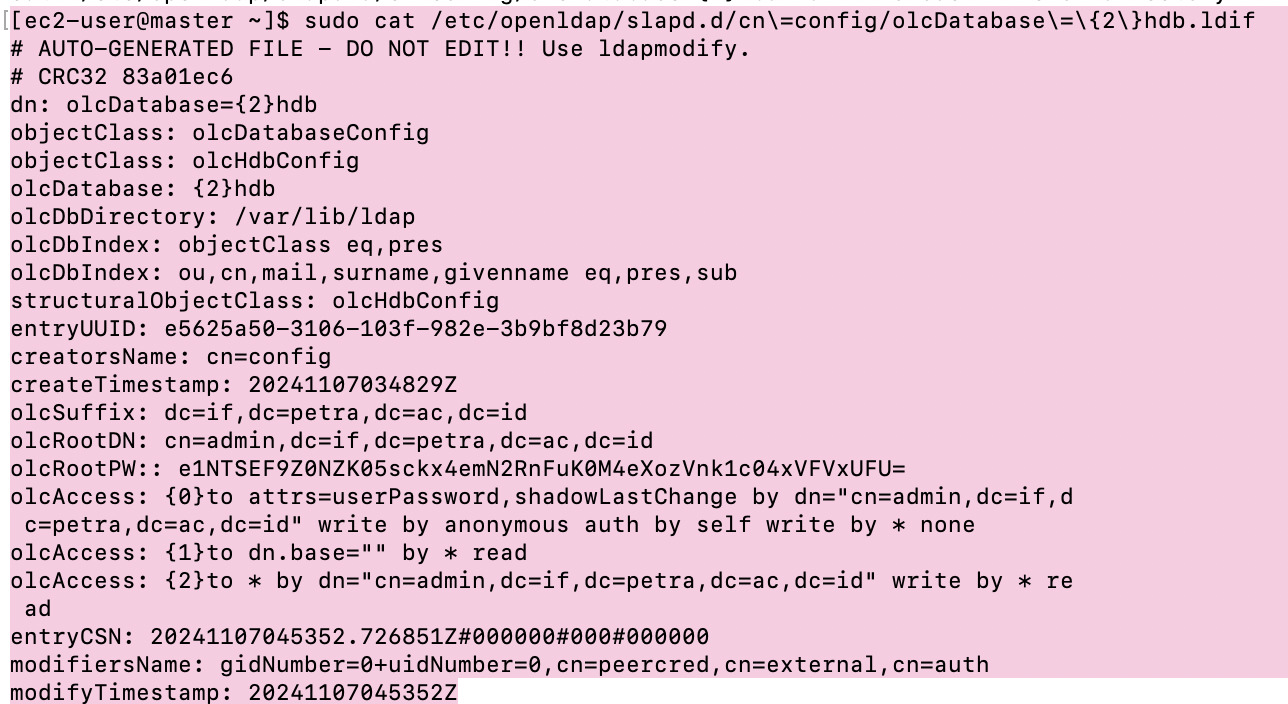 [ec2-user@master ~]$ sudo cat /etc/openldap/slapd.d/cn\=config/olcDatabase\=\{2\}hdb.ldif
# AUTO-GENERATED FILE - DO NOT EDIT!! Use ldapmodify.
# CRC32 83a01ec6
dn: olcDatabase={2}hdb
objectClass: olcDatabaseConfig
objectClass: olcHdbConfig
olcDatabase: {2}hdb
olcDbDirectory: /var/lib/ldap
olcDbIndex: objectClass eq,pres
olcDbIndex: ou,cn,mail,surname,givenname eq,pres,sub
structuralObjectClass: olcHdbConfig
entryUUID: e5625a50-3106-103f-982e-3b9bf8d23b79
creatorsName: cn=config
createTimestamp: 20241107034829Z
olcSuffix: dc=if,dc=petra,dc=ac,dc=id
olcRootDN: cn=admin,dc=if,dc=petra,dc=ac,dc=id
olcRootPW:: e1NTSEF9Z0NZK05sckx4emN2RnFuK0M4eXozVnk1c04xVFVxUFU=
olcAccess: {0}to attrs=userPassword,shadowLastChange by dn="cn=admin,dc=if,d
 c=petra,dc=ac,dc=id" write by anonymous auth by self write by * none
olcAccess: {1}to dn.base="" by * read
olcAccess: {2}to * by dn="cn=admin,dc=if,dc=petra,dc=ac,dc=id" write by * re
 ad
entryCSN: 20241107045352.726851Z#000000#000#000000
modifiersName: gidNumber=0+uidNumber=0,cn=peercred,cn=external,cn=auth
modifyTimestamp: 20241107045352Z